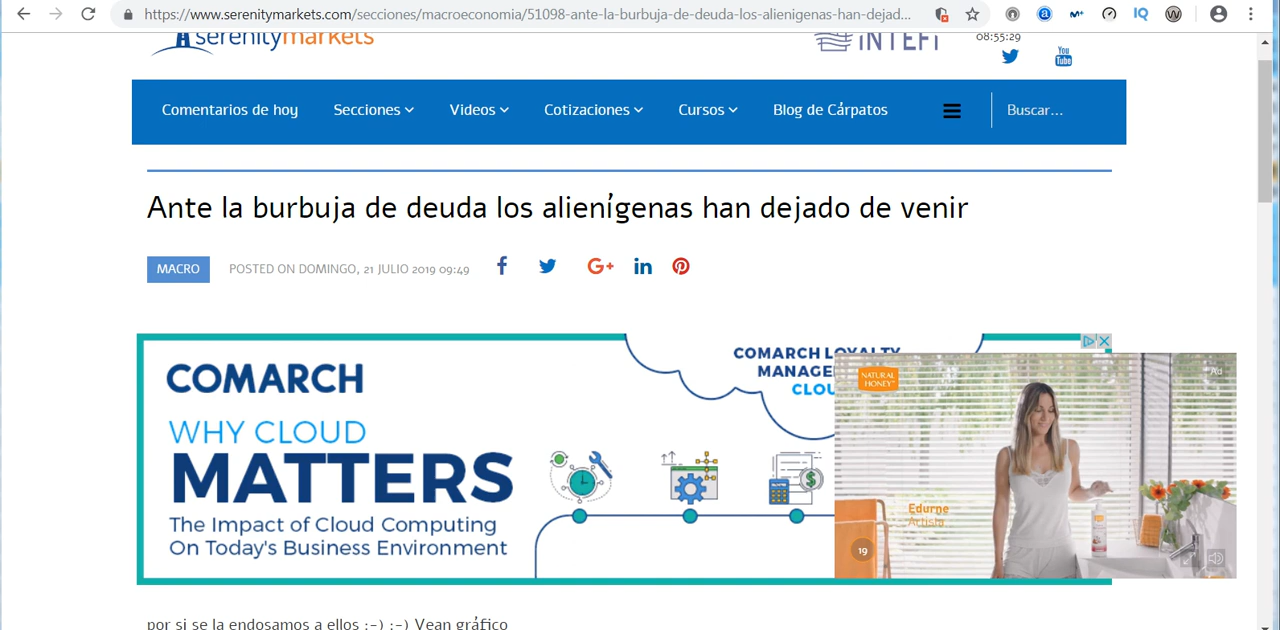 https://www.serenitymarkets.com/secciones/macroeconomia/51098-ante-la-burbuja-de-deuda-los-alienigenas-han-dejad...
serenitymarkets
INTEFI
08:55:29
You
Tube
Comentarios de hoy
Secciones
Videos
Cotizaciones
Cursos
Blog de Cárpatos
Buscar...
Ante la burbuja de deuda los alienígenas han dejado de venir
MACRO
POSTED ON DOMINGO, 21 JULIO 2019 09:49
G+
in
COMARCH
WHY CLOUD
MATTERS
The Impact of Cloud Computing
On Today's Business Environment
COMARCH LOYALTY
MANAGE
CLOU
NATURAL
HONEY
Ad
Edurne
Artista
19
por si se la endosamos a ellos :-) :-) Vean gráfico